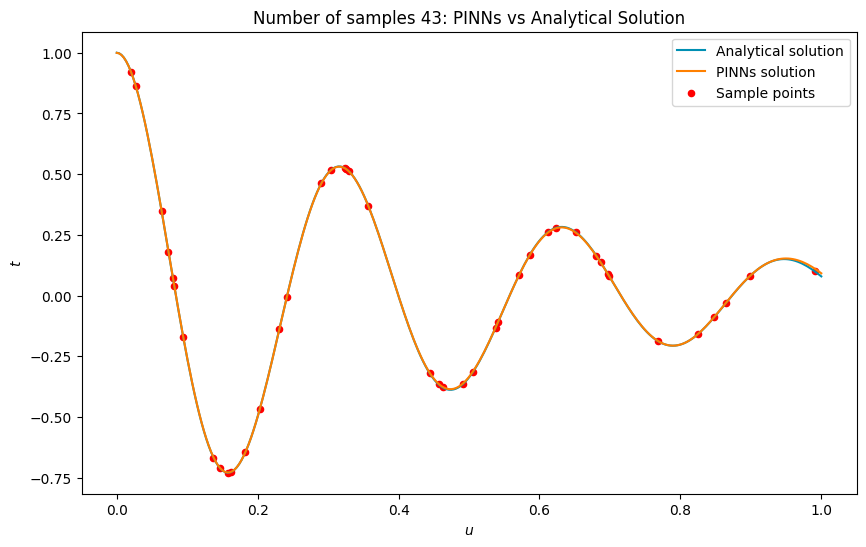 Number of samples 43: PINNs vs Analytical Solution
Analytical solution
PINNs solution
Sample points
1.00
0.75
0.50
0.25
0.00
−0.25
−0.50
−0.75
t
0.0
0.2
0.4
0.6
0.8
1.0
u